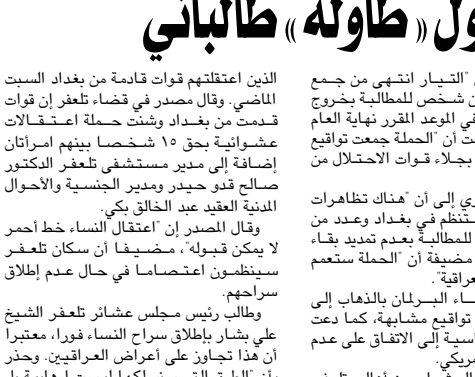 ول «طاولة» طالباني
"التيار انتهى من جمع
شخص للمطالبة بخروج
في الموعد المقرر نهاية العام
ت أن "الحملة جمعت تواقيع
بجلاء قوات الاحتلال من
ري إلى أن "هناك تظاهرات
ستنظم في بغداد وعدد من
للمطالبة بعدم تمديد بقاء
مضيفة أن "الحملة ستعمم
عراقية".
ـاء البرلمان بالذهاب إلى
تواقيع مشابهة، كما دعت
اسية إلى الاتفاق على عدم
مريكي.
الذين اعتقلتهم قوات قادمة من بغداد السبت
الماضي. وقال مصدر في قضاء تلعفر إن قوات
قدمت من بغداد وشنت حملة اعتقالات
عشوائية بحق ١٥ شخصا بينهم امرأتان
إضافة إلى مدير مستشفى تلعفر الدكتور
صالح قدو حيدر ومدير الجنسية والأحوال
المدنية العقيد عبد الخالق بكي.
وقال المصدر إن "اعتقال النساء خط أحمر
لا يمكن قبوله"، مضيفا أن سكان تلعفر
سينظمون اعتصاما في حال عدم إطلاق
سراحهم.
وطالب رئيس مجلس عشائر تلعفر الشيخ
علي بشار بإطلاق سراح النساء فورا، معتبرا
أن هذا تجاوز على أعراض العراقيين. وحذر